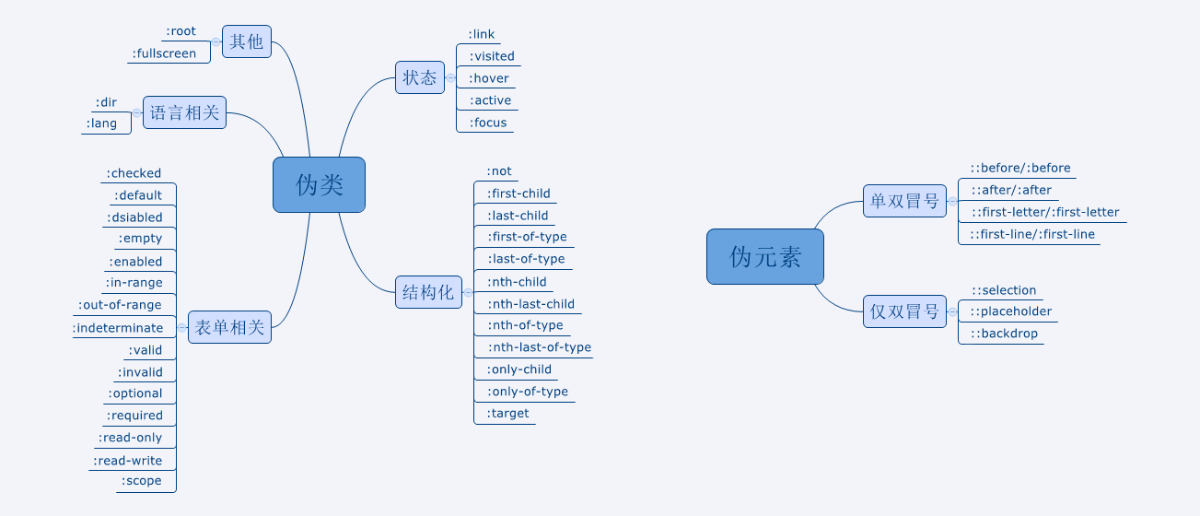 伪类
其他
:root
:fullscreen
语言相关
:dir
:lang
表单相关
:checked
:default
:dsiabled
:empty
:enabled
:in-range
:out-of-range
:indeterminate
:valid
:invalid
:optional
:required
:read-only
:read-write
:scope
状态
:link
:visited
:hover
:active
:focus
结构化
:not
:first-child
:last-child
:first-of-type
:last-of-type
:nth-child
:nth-last-child
:nth-of-type
:nth-last-of-type
:only-child
:only-of-type
:target
伪元素
单双冒号
::before/:before
::after/:after
::first-letter/:first-letter
::first-line/:first-line
仅双冒号
::selection
::placeholder
::backdrop